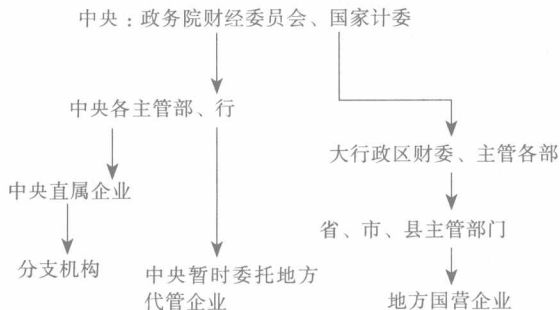 中央：政务院财经委员会、国家计委
中央各主管部、行
大行政区财委、主管各部
中央直属企业
省、市、县主管部门
分支机构
中央暂时委托地方
代管企业
地方国营企业